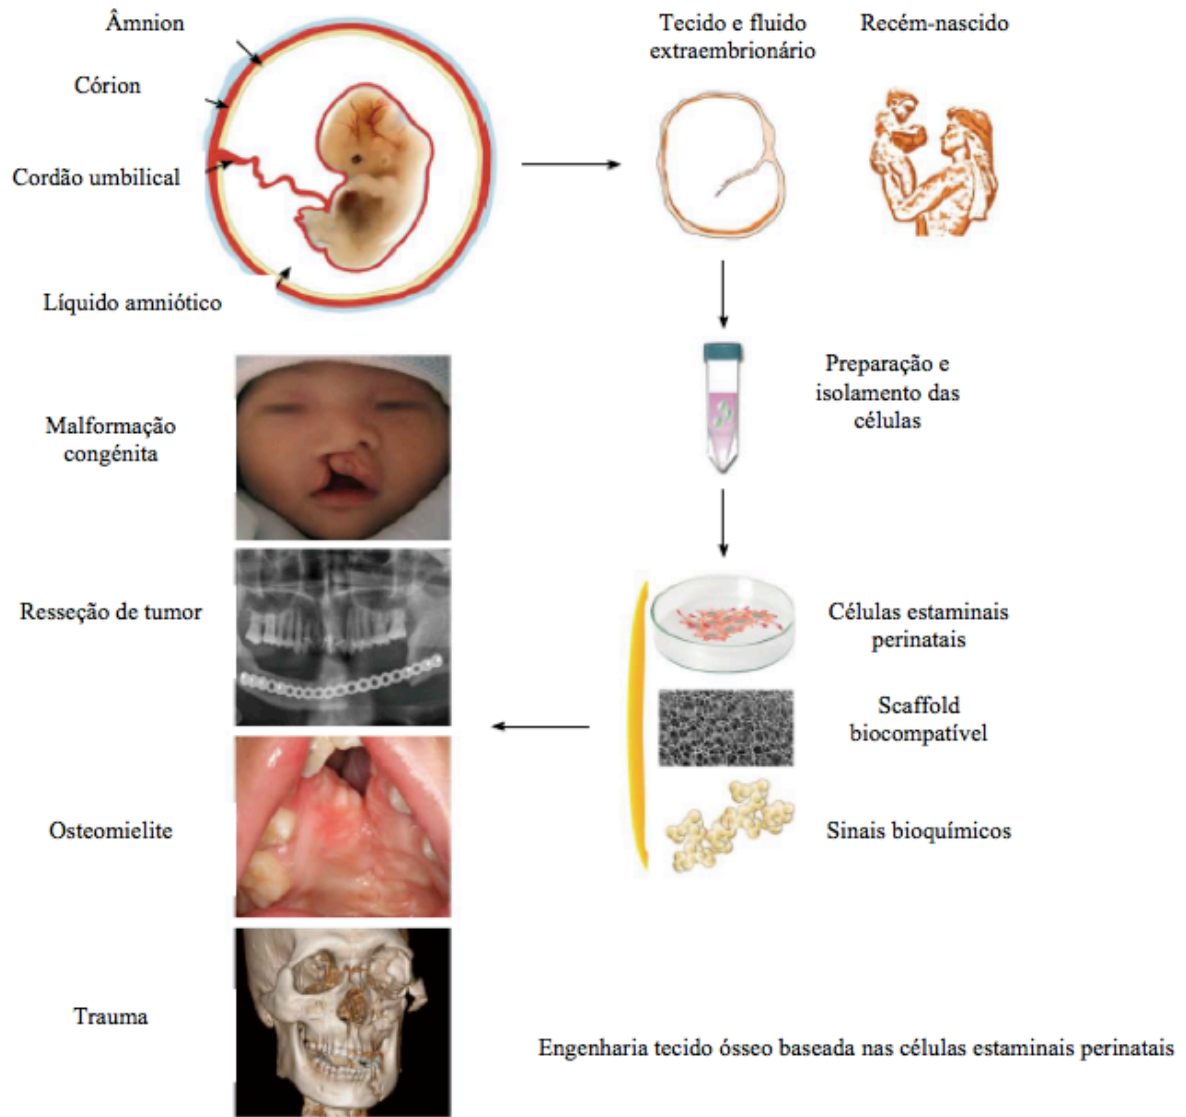 Âmnion
Córion
Cordão umbilical
Líquido amniótico
Tecido e fluido
extraembrionário
Recém-nascido
Preparação e
isolamento das
células
Células estaminais
perinatais
Scaffold
biocompatível
Sinais bioquímicos
Malformação
congénita
Resseção de tumor
Osteomielite
Trauma
Engenharia tecido ósseo baseada nas células estaminais perinatais